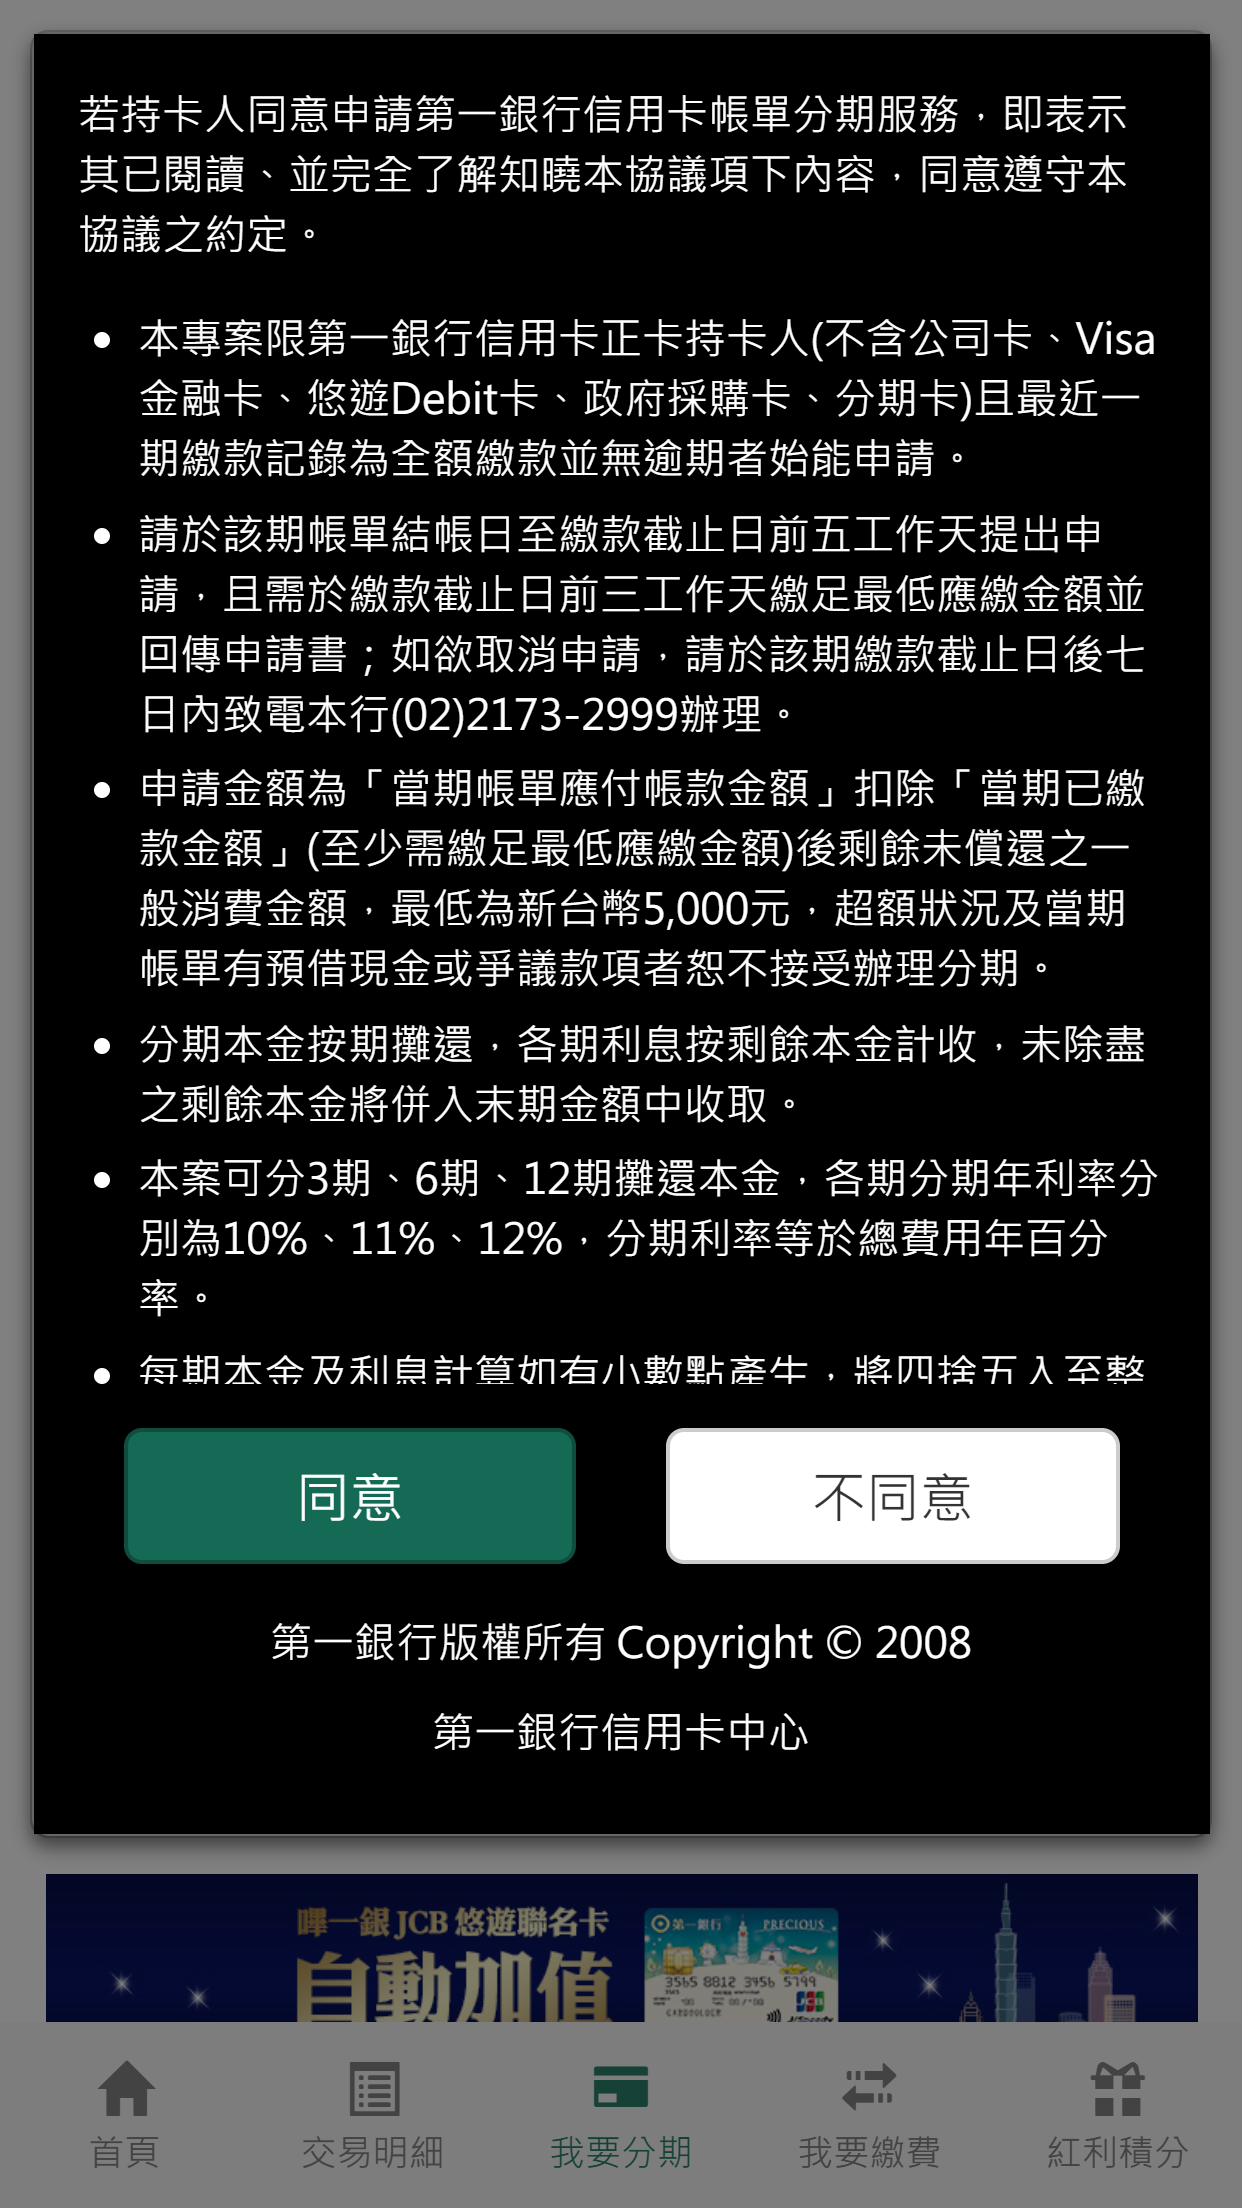 若持卡人同意申請第一銀行信用卡帳單分期服務，即表示
其已閱讀、並完全了解知曉本協議項下內容，同意遵守本
協議之約定。
• 本專案限第一銀行信用卡正卡持卡人(不含公司卡、Visa
金融卡、悠遊Debit卡、政府採購卡、分期卡)且最近一
期繳款記錄為全額繳款並無逾期者始能申請。
• 請於該期帳單結帳日至繳款截止日前五工作天提出申
請，且需於繳款截止日前三工作天繳足最低應繳金額並
回傳申請書；如欲取消申請，請於該期繳款截止日後七
日內致電本行(02)2173-2999辦理。
• 申請金額為「當期帳單應付帳款金額」扣除「當期已繳
款金額」(至少需繳足最低應繳金額)後剩餘未償還之一
般消費金額，最低為新台幣5,000元，超額狀況及當期
帳單有預借現金或爭議款項者恕不接受辦理分期。
• 分期本金按期攤還，各期利息按剩餘本金計收，未除盡
之剩餘本金將併入末期金額中收取。
• 本案可分3期、6期、12期攤還本金，各期分期年利率分
別為10%、11%、12%，分期利率等於總費用年百分
率。
• 每期本金及利息計算如有小數點產生，將四捨五入至整
同意
不同意
第一銀行版權所有 Copyright © 2008
第一銀行信用卡中心
嗶一銀 JCB 悠遊聯名卡
自動加值
第一銀行 PRECIOUS
3565 8812 3456 5799
JCB
首頁
交易明細
我要分期
我要繳費
紅利積分